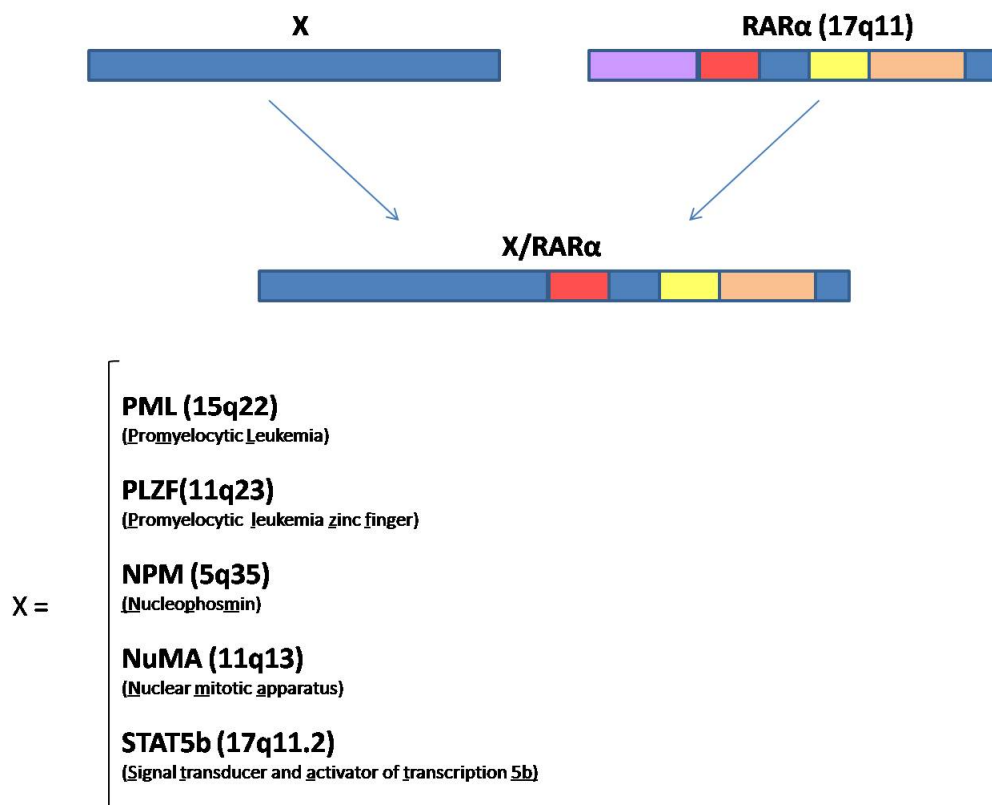 X
RARα (17q11)
X/RARα
PML (15q22)
(Promyelocytic Leukemia)
PLZF(11q23)
(Promyelocytic leukemia zinc finger)
NPM (5q35)
(Nucleophosmin)
X =
NuMA (11q13)
(Nuclear mitotic apparatus)
STAT5b (17q11.2)
(Signal transducer and activator of transcription 5b)